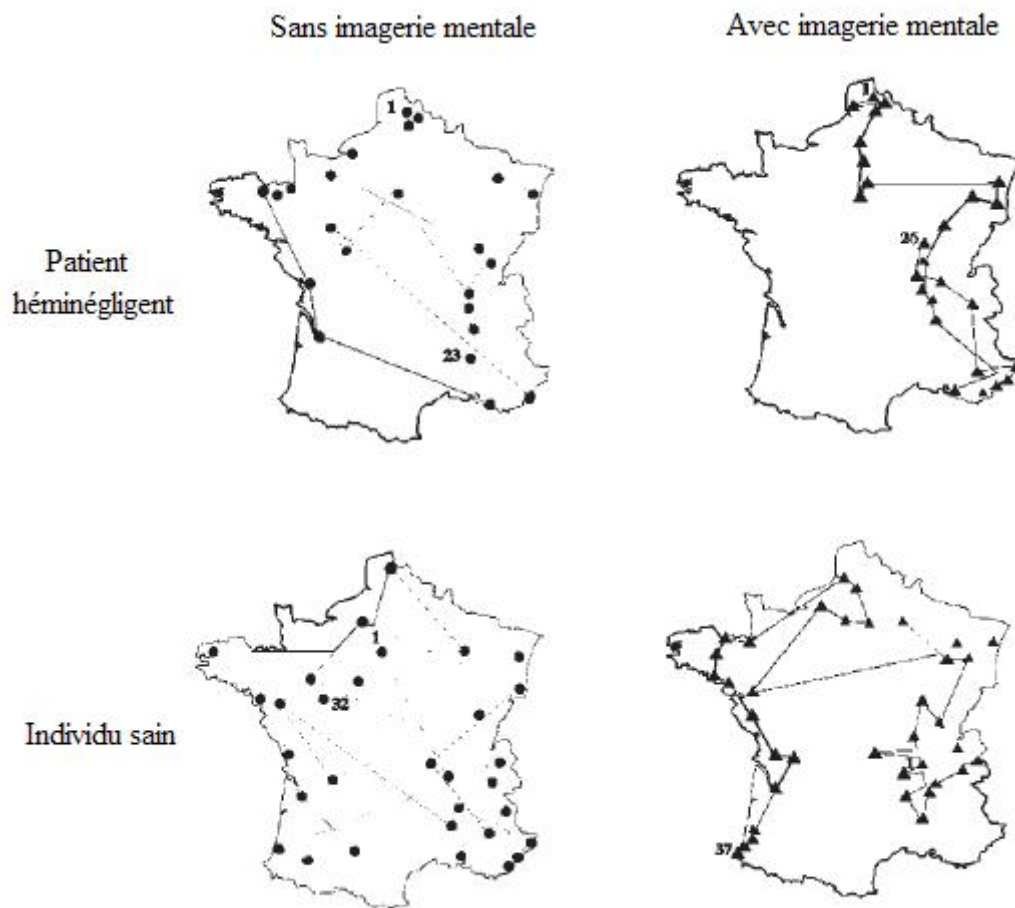 Sans imagerie mentale
Avec imagerie mentale
1
1
Patient
héminégligent
26
23
1
32
Individu sain
37